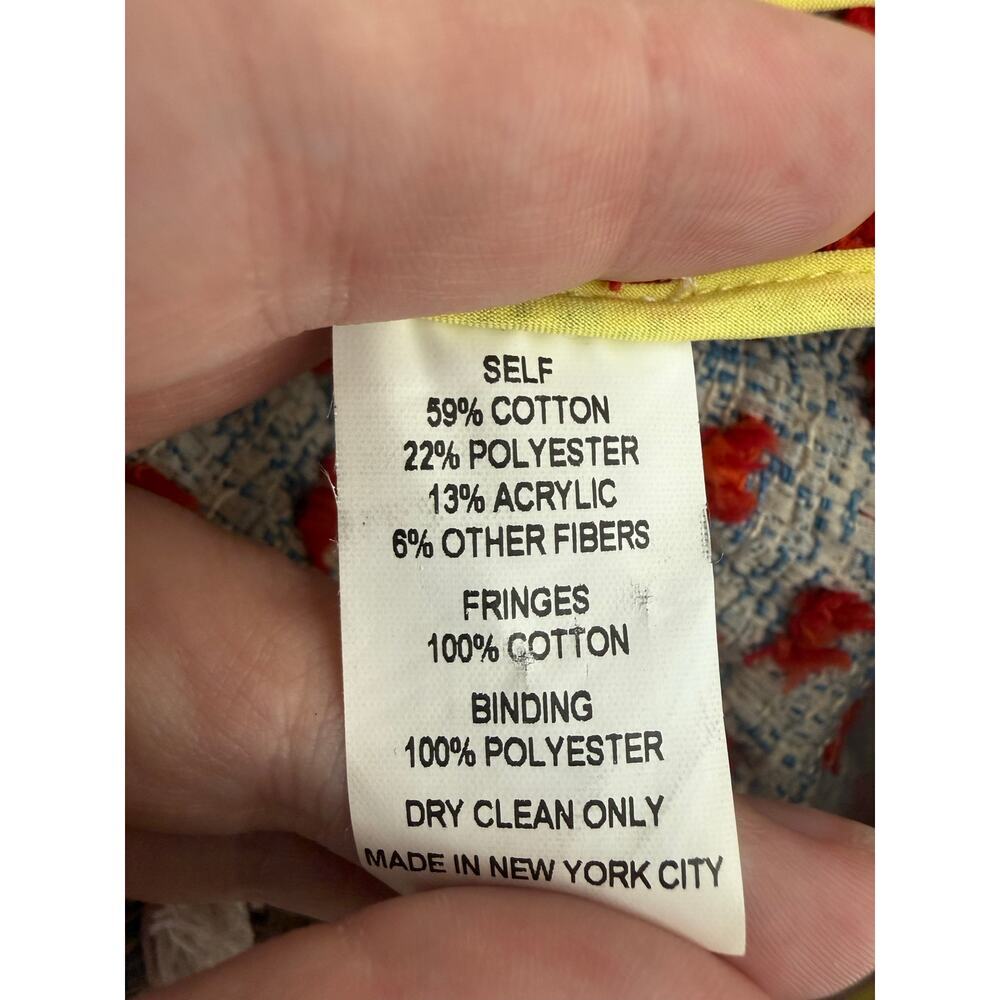 SELF
59% COTTON
22% POLYESTER
13% ACRYLIC
6% OTHER FIBERS
FRINGES
100% COTTON
BINDING
100% POLYESTER
DRY CLEAN ONLY
MADE IN NEW YORK CITY